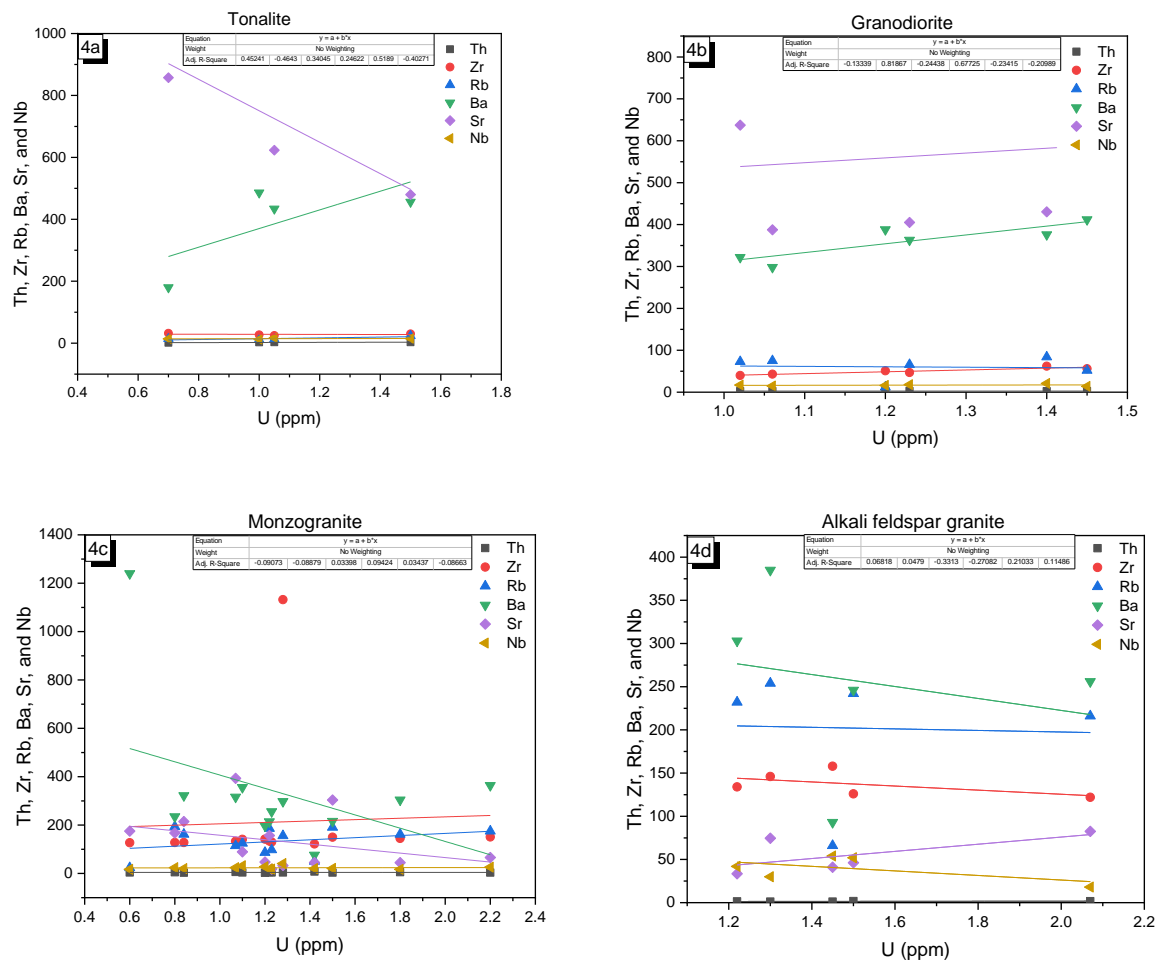 Tonalite
4a
Equation y = a + b*x
Weight No Weighting
Adj. R-Square 0.45241 -0.4643 0.34045 0.24622 0.5189 -0.40271
Th
Zr
Rb
Ba
Sr
Nb
1000
800
600
400
200
0
Th, Zr, Rb, Ba, Sr, and Nb
0.4 0.6 0.8 1.0 1.2 1.4 1.6 1.8
U (ppm)
Granodiorite
4b
Equation y = a + b*x
Weight No Weighting
Adj. R-Square -0.13339 0.81867 -0.24438 0.67725 -0.23415 -0.20989
Th
Zr
Rb
Ba
Sr
Nb
800
700
600
500
400
300
200
100
0
Th, Zr, Rb, Ba, Sr, and Nb
1.0 1.1 1.2 1.3 1.4 1.5
U (ppm)
Monzogranite
4c
Equation y = a + b*x
Weight No Weighting
Adj. R-Square -0.09073 -0.08879 0.03398 0.09424 0.03437 -0.08663
Th
Zr
Rb
Ba
Sr
Nb
1400
1200
1000
800
600
400
200
0
Th, Zr, Rb, Ba, Sr, and Nb
0.4 0.6 0.8 1.0 1.2 1.4 1.6 1.8 2.0 2.2 2.4
U (ppm)
Alkali feldspar granite
4d
Equation y = a + b*x
Weight No Weighting
Adj. R-Square 0.06818 0.0479 -0.3313 -0.27082 0.21033 0.11486
Th
Zr
Rb
Ba
Sr
Nb
400
350
300
250
200
150
100
50
0
Th, Zr, Rb, Ba, Sr, and Nb
1.2 1.4 1.6 1.8 2.0 2.2
U (ppm)